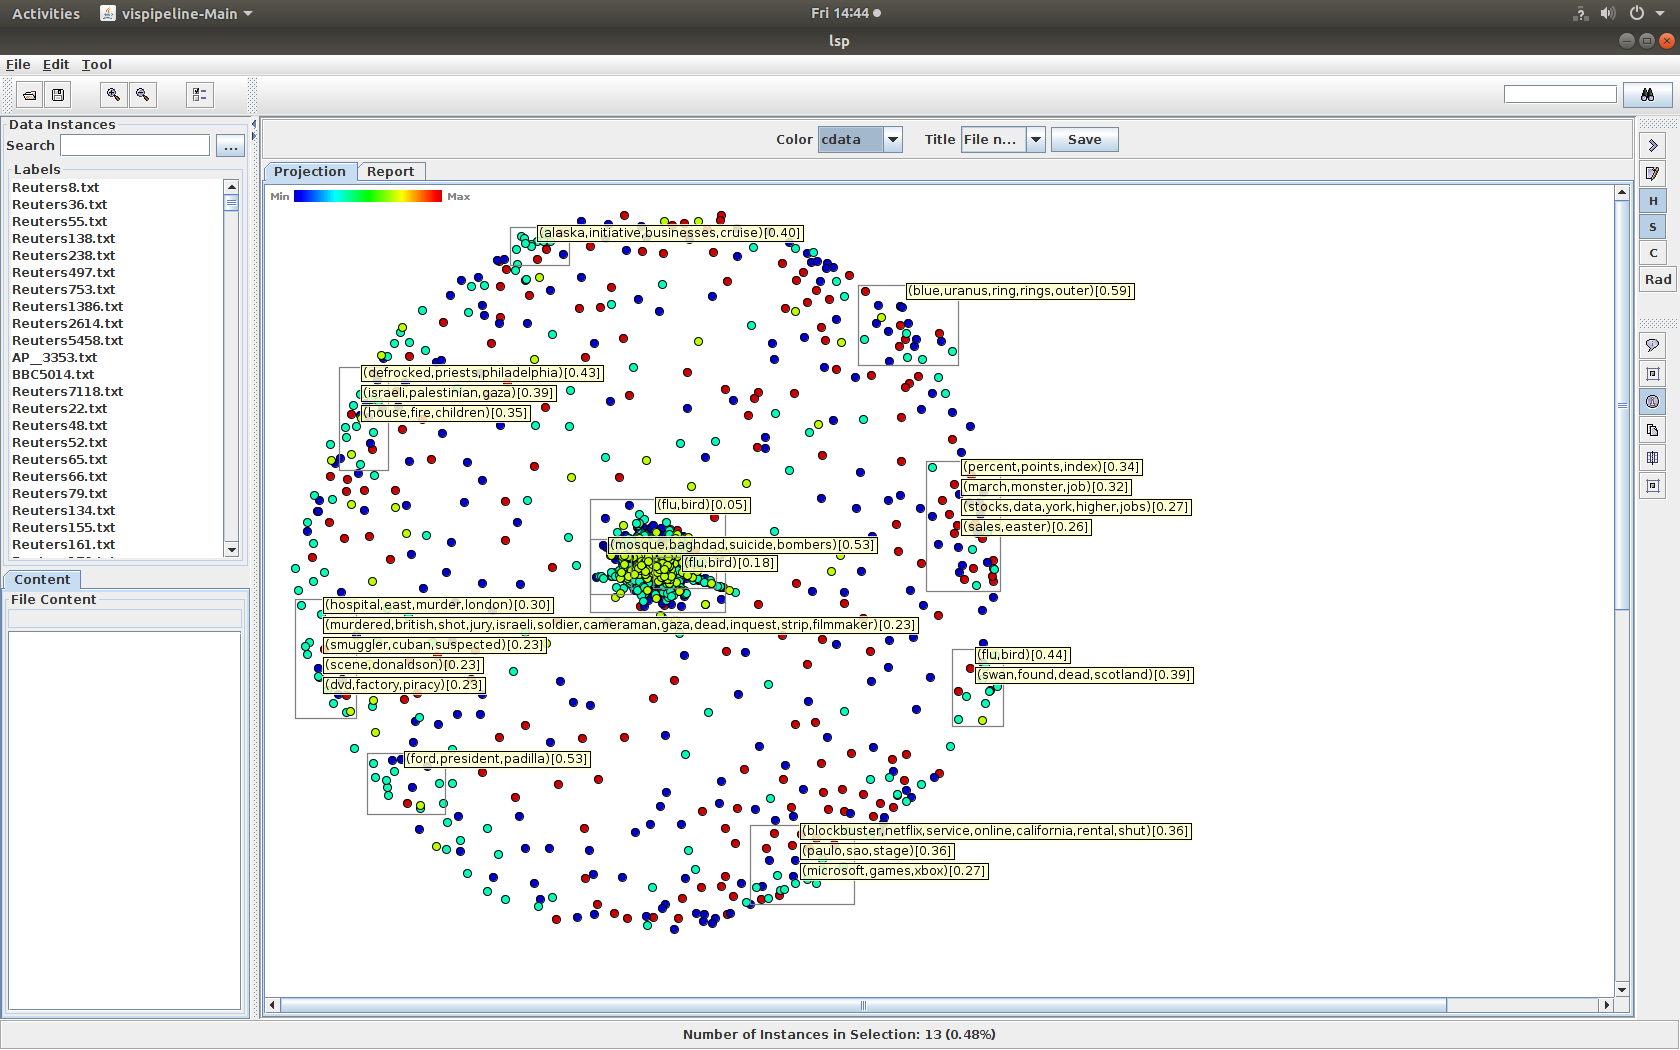 Activities vispipeline-Main Fri 14:44
lsp
File Edit Tool
Data Instances
Search ...
Labels
Reuters8.txt
Reuters36.txt
Reuters55.txt
Reuters138.txt
Reuters238.txt
Reuters497.txt
Reuters753.txt
Reuters1386.txt
Reuters2614.txt
Reuters5458.txt
AP__3353.txt
BBC5014.txt
Reuters7118.txt
Reuters22.txt
Reuters48.txt
Reuters52.txt
Reuters65.txt
Reuters66.txt
Reuters79.txt
Reuters134.txt
Reuters155.txt
Reuters161.txt
Content
File Content
Color cdata Title File n... Save
Projection Report
Min Max
(alaska,initiative,businesses,cruise)[0.40]
(blue,uranus,ring,rings,outer)[0.59]
(defrocked,priests,philadelphia)[0.43]
(israeli,palestinian,gaza)[0.39]
(house,fire,children)[0.35]
(percent,points,index)[0.34]
(march,monster,job)[0.32]
(stocks,data,york,higher,jobs)[0.27]
(sales,easter)[0.26]
(flu,bird)[0.05]
(mosque,baghdad,suicide,bombers)[0.53]
(flu,bird)[0.18]
(hospital,east,murder,london)[0.30]
(murdered,british,shot,jury,israeli,soldier,cameraman,gaza,dead,inquest,strip,filmmaker)[0.23]
(smuggler,cuban,suspected)[0.23]
(scene,donaldson)[0.23]
(dvd,factory,piracy)[0.23]
(flu,bird)[0.44]
(swan,found,dead,scotland)[0.39]
(ford,president,padilla)[0.53]
(blockbuster,netflix,service,online,california,rental,shut)[0.36]
(paulo,sao,stage)[0.36]
(microsoft,games,xbox)[0.27]
H
S
C
Rad
Number of Instances in Selection: 13 (0.48%)